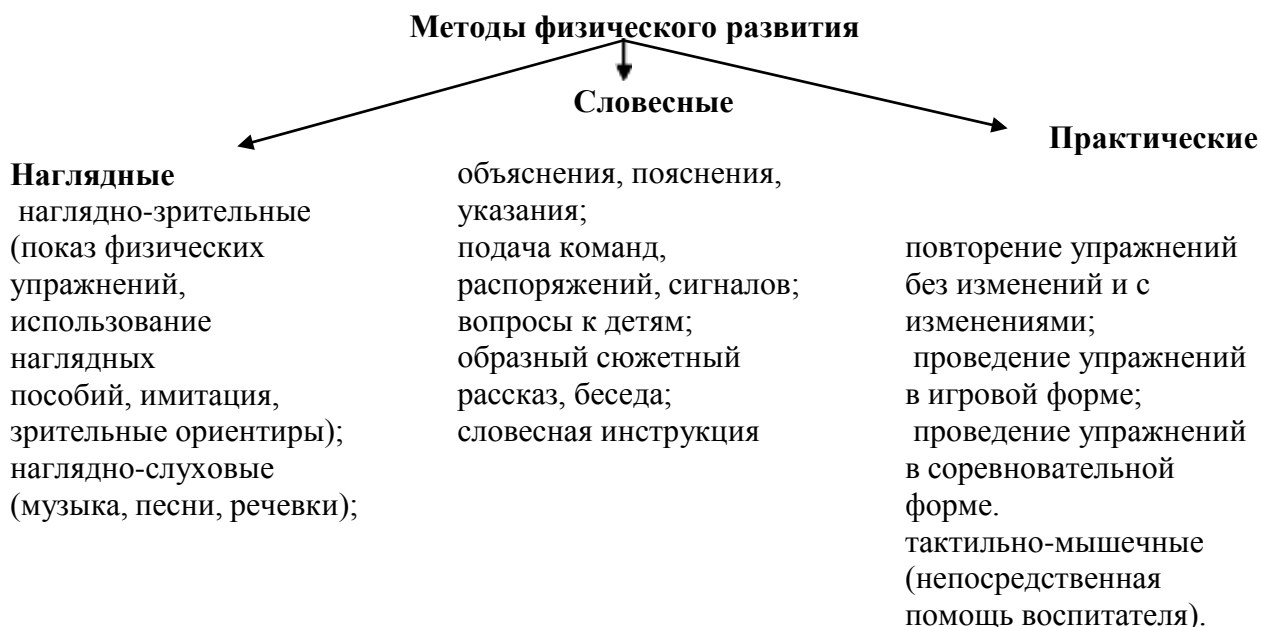 Методы физического развития
Словесные
Практические
Наглядные
наглядно-зрительные
(показ физических
упражнений,
использование
наглядных
пособий, имитация,
зрительные ориентиры);
наглядно-слуховые
(музыка, песни, речевки);
объяснения, пояснения,
указания;
подача команд,
распоряжений, сигналов;
вопросы к детям;
образный сюжетный
рассказ, беседа;
словесная инструкция
повторение упражнений
без изменений и с
изменениями;
проведение упражнений
в игровой форме;
проведение упражнений
в соревновательной
форме.
тактильно-мышечные
(непосредственная
помощь воспитателя).